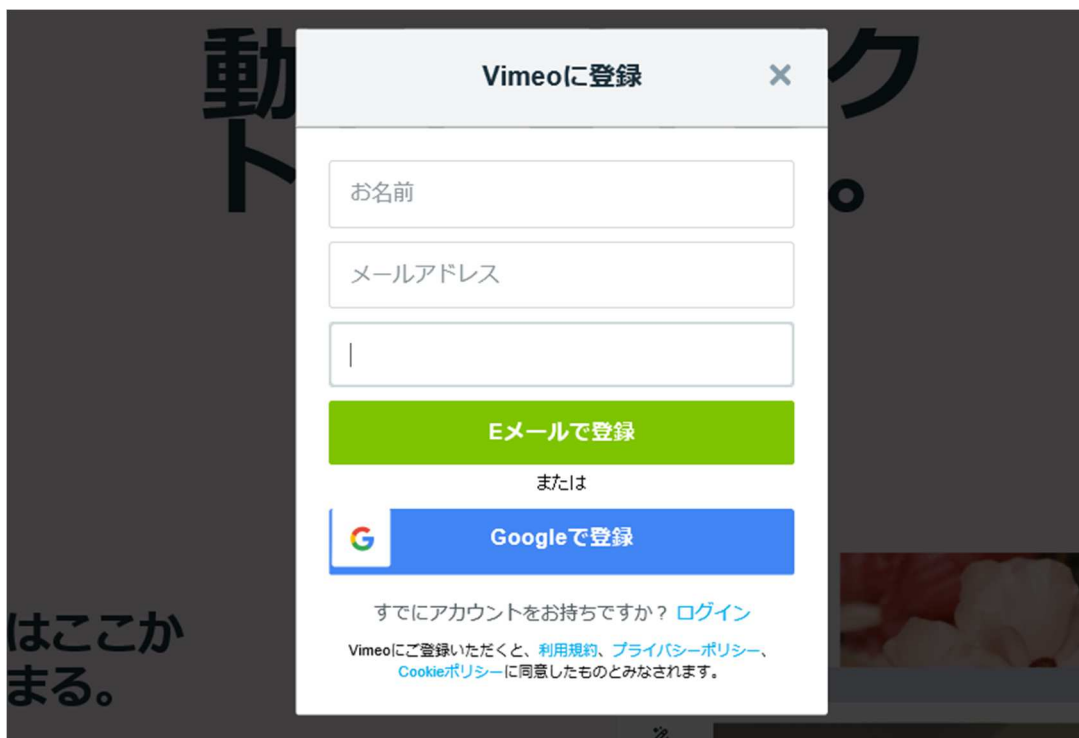 動
ク
ト
。
Vimeoに登録
お名前
メールアドレス
Eメールで登録
または
G
Googleで登録
すでにアカウントをお持ちですか？ ログイン
はここか
まる。
Vimeoにご登録いただくと、利用規約、プライバシーポリシー、
Cookieポリシーに同意したものとみなされます。